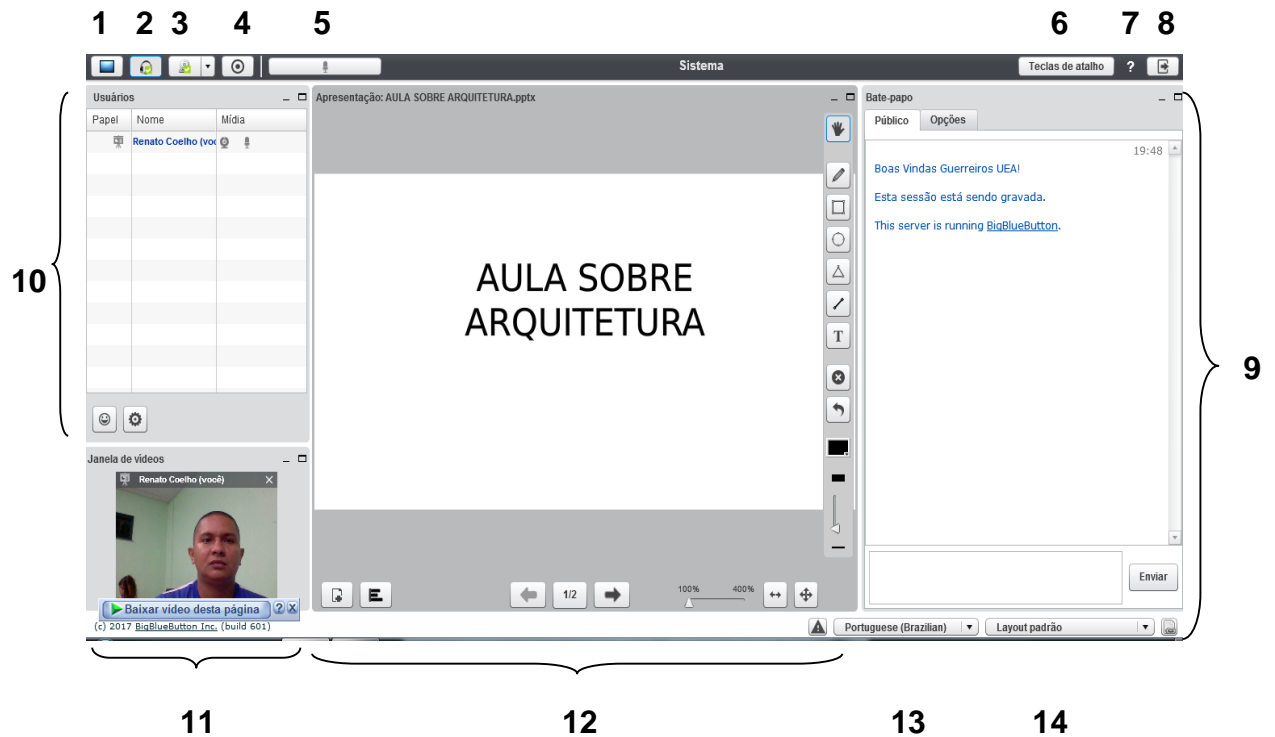 1 2 3 4 5 6 7 8
Sistema
Teclas de atalho ?
10
Usuários
Papel Nome Mídia
Renato Coelho (voc
Apresentação: AULA SOBRE ARQUITETURA.pptx
AULA SOBRE
ARQUITETURA
T
1/2
100% 400%
Bate-papo
Público Opções
19:48
Boas Vindas Guerreiros UEA!
Esta sessão está sendo gravada.
This server is running BigBlueButton.
Enviar
9
Janela de vídeos
Renato Coelho (você) X
Baixar vídeo desta página ? X
(c) 2017 BigBlueButton Inc. (build 601)
Portuguese (Brazilian)
Layout padrão
11 12 13 14